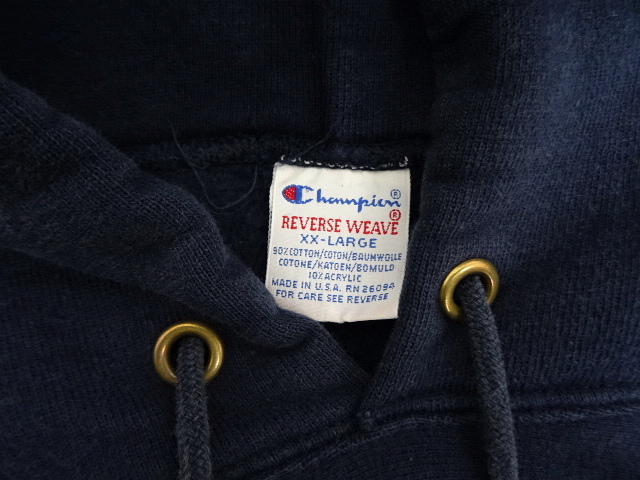 Champion®
REVERSE WEAVE®
XX-LARGE
90% COTTON/COTON/BAUMWOLLE
COTONE/KATOEN/BOMULD
10% ACRYLIC
MADE IN U.S.A. RN 26094
FOR CARE SEE REVERSE